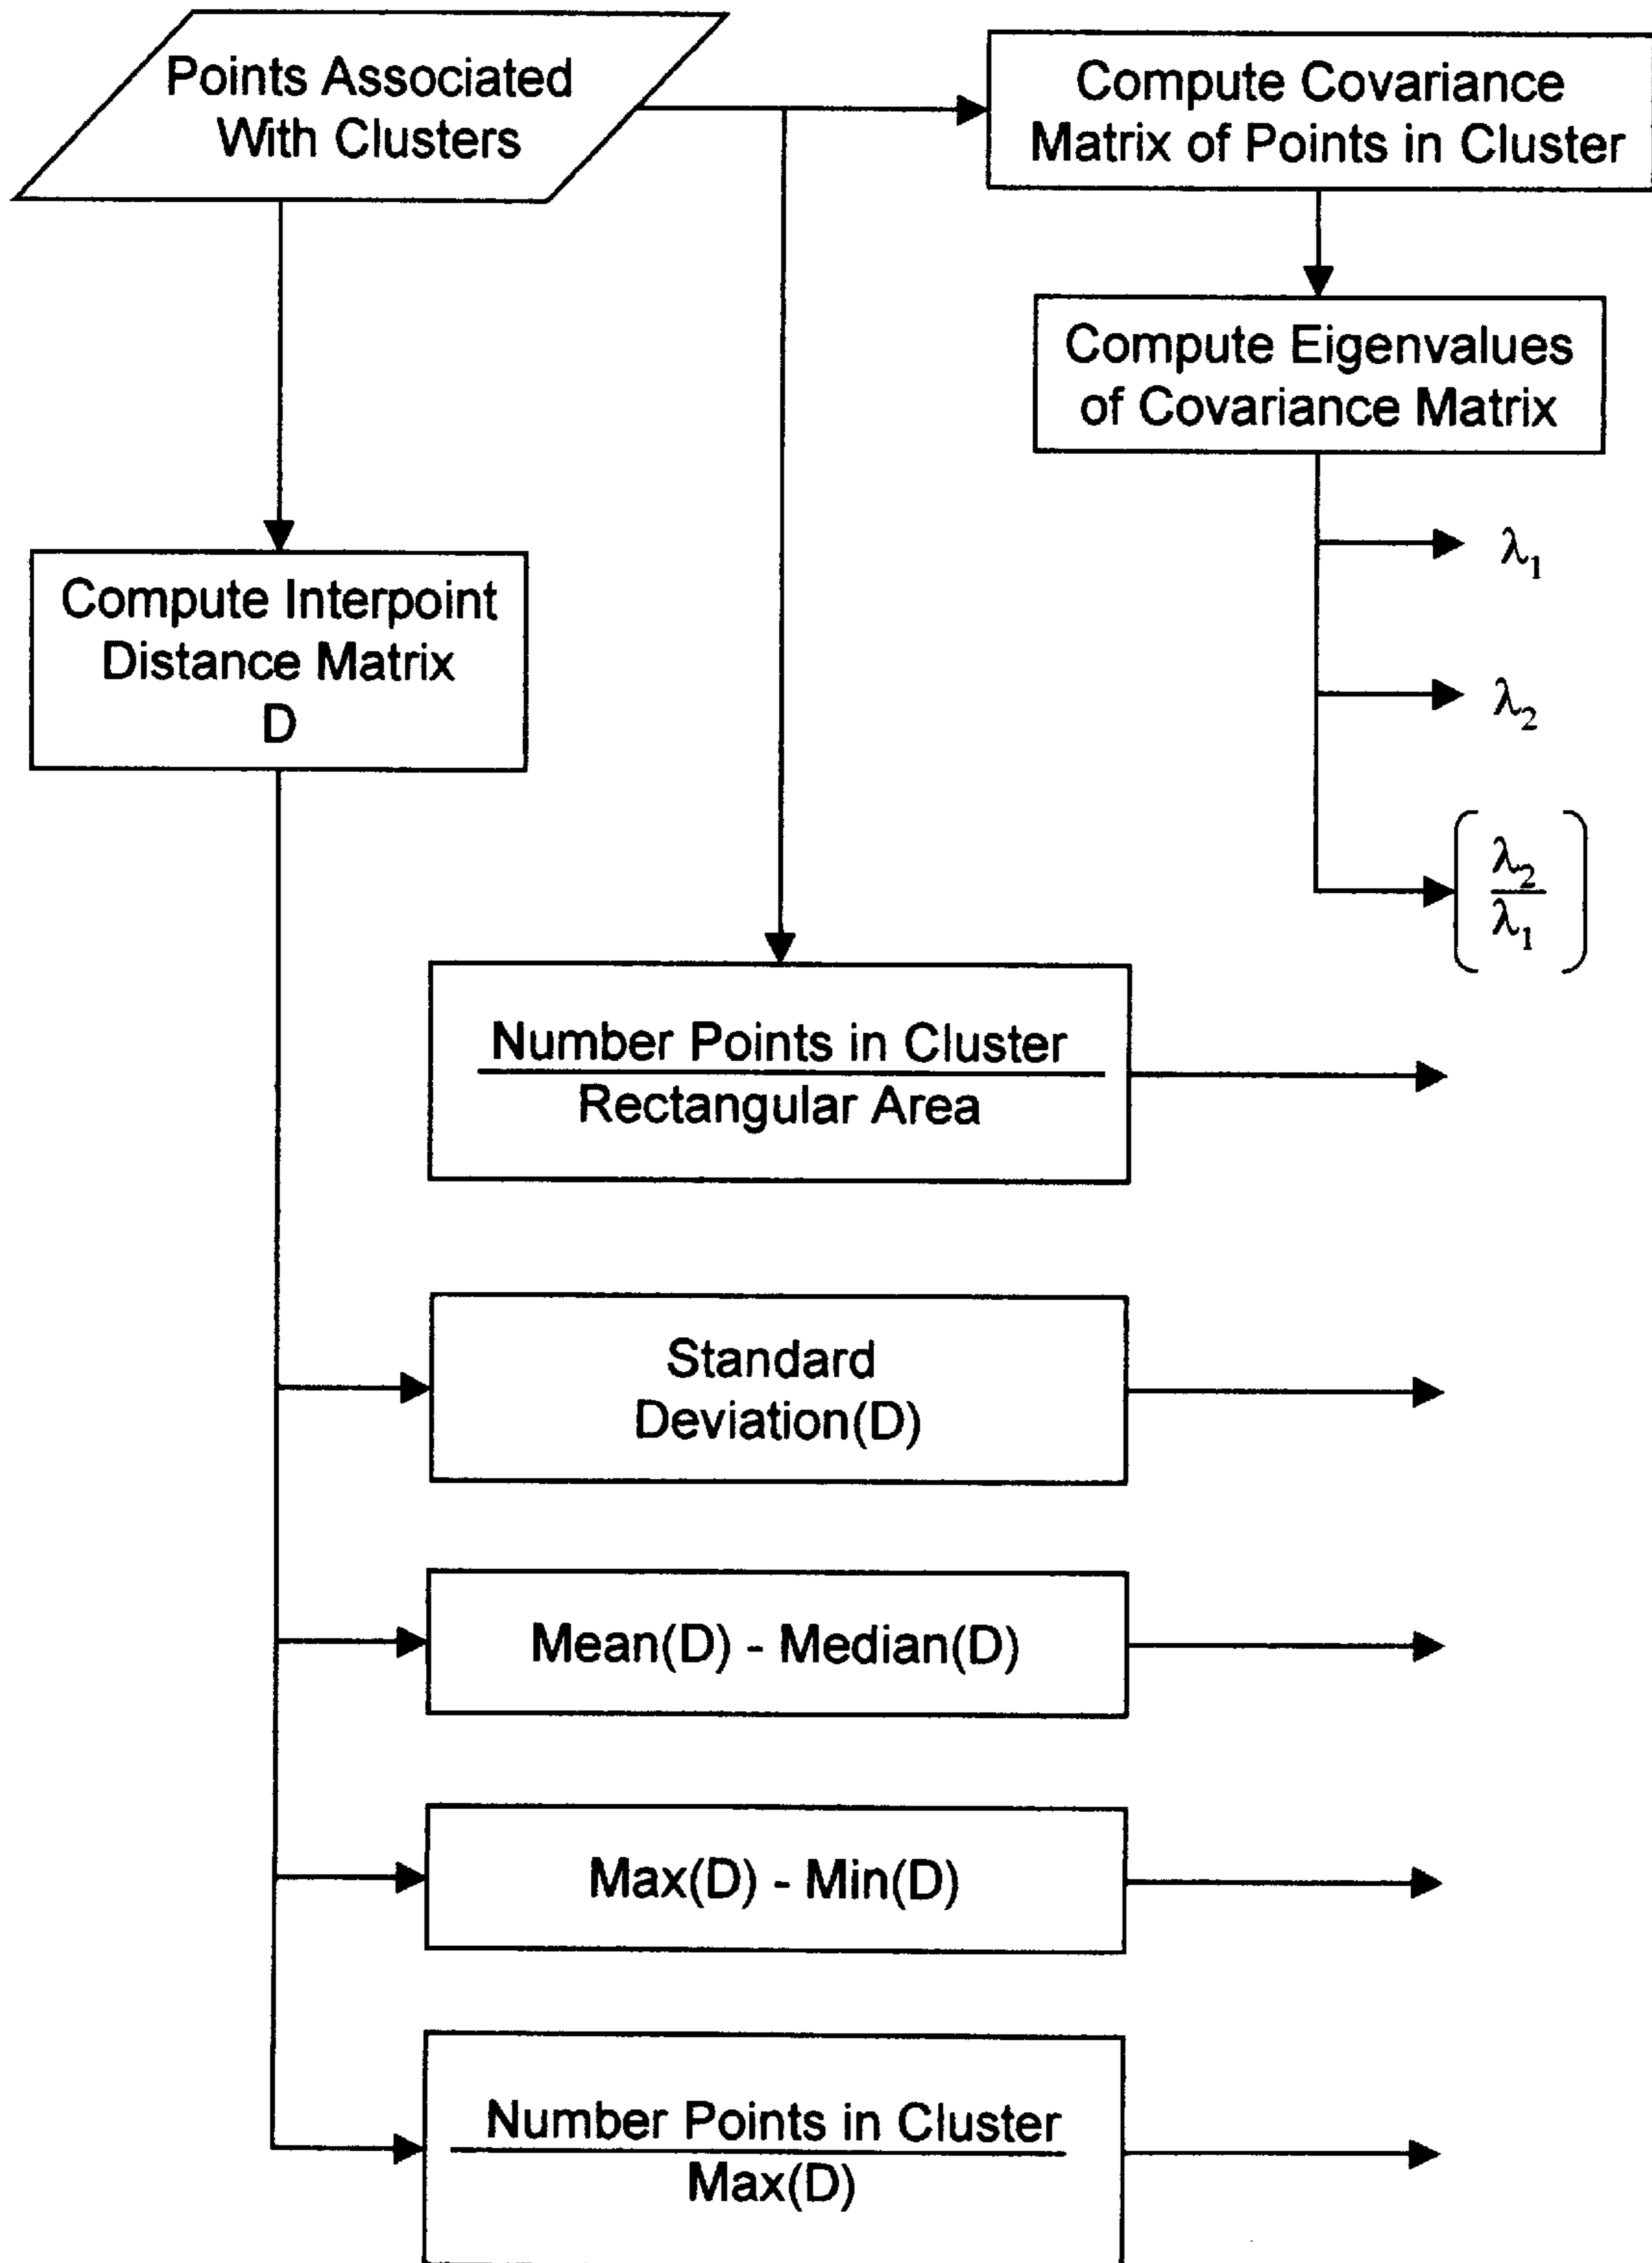 Points Associated
With Clusters
Compute Covariance
Matrix of Points in Cluster
Compute Eigenvalues
of Covariance Matrix
λ1
λ2
λ2
λ1
Compute Interpoint
Distance Matrix
D
Number Points in Cluster
Rectangular Area
Standard
Deviation(D)
Mean(D) - Median(D)
Max(D) - Min(D)
Number Points in Cluster
Max(D)